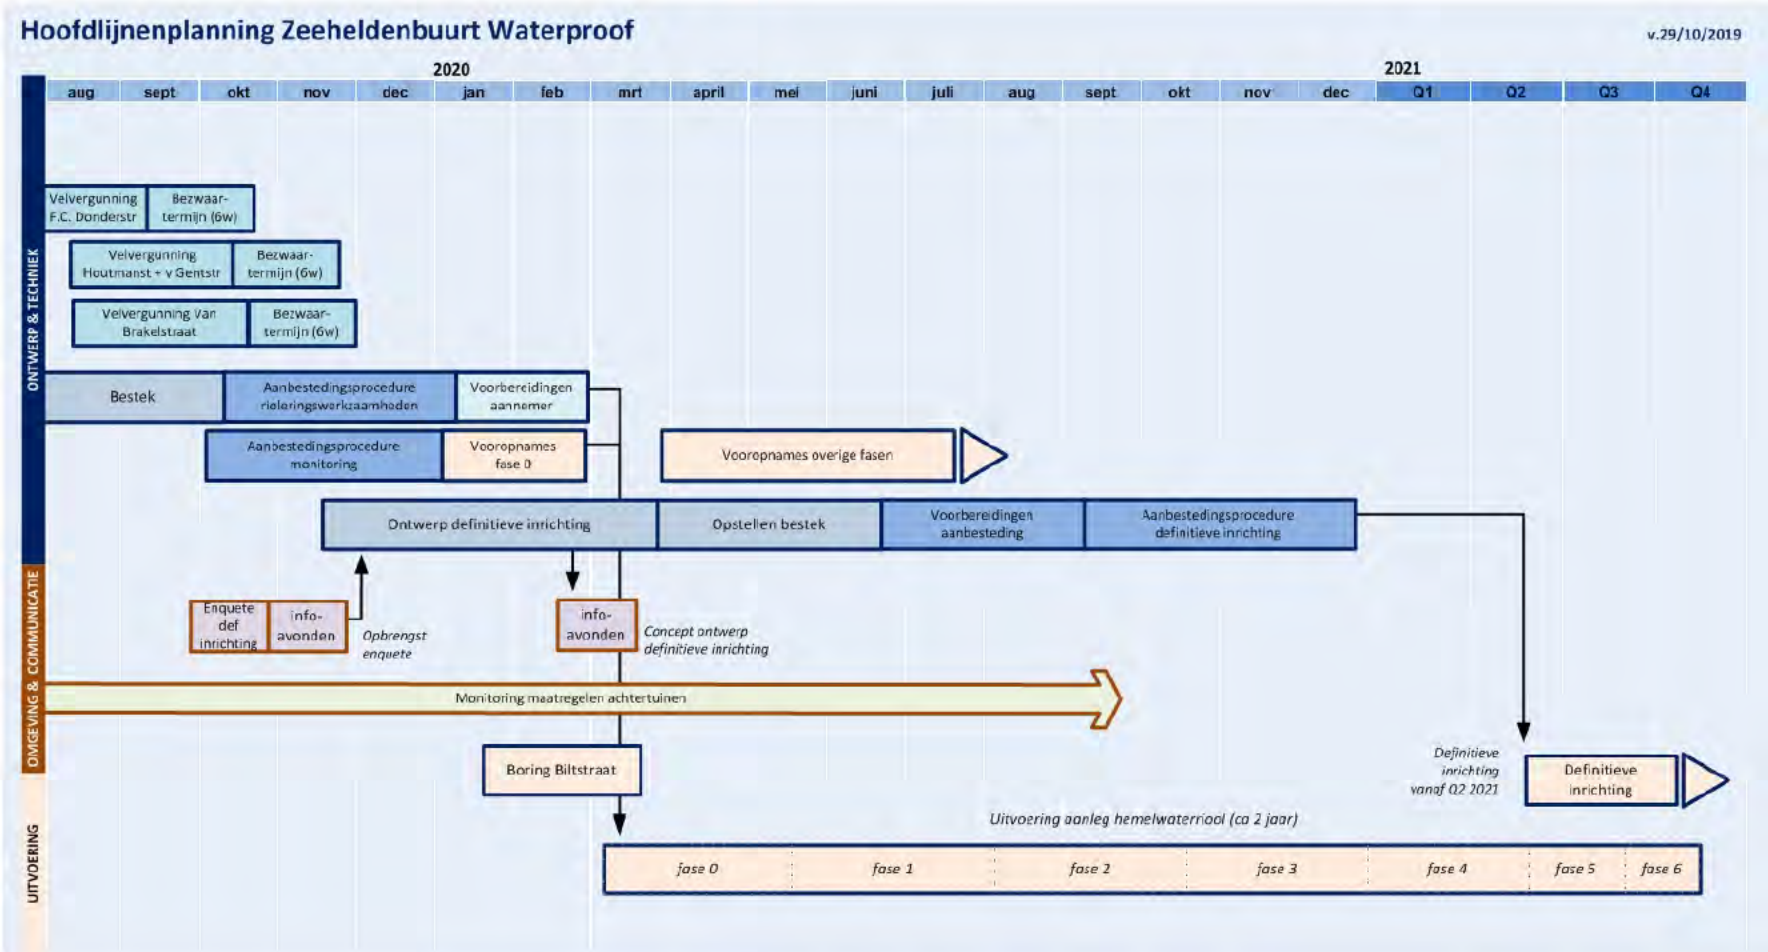 Hoofdlijnenplanning Zeeheldenbuurt Waterproof
v.29/10/2019
2020
2021
aug sept okt nov dec jan feb mrt april mei juni juli aug sept okt nov dec Q1 Q2 Q3 Q4
ONTWERP & TECHNIEK
Velvergunning
F.C. Donderstr
Bezwaar-
termijn (6w)
Velvergunning
Houtmanst + v Gentstr
Bezwaar-
termijn (6w)
Velvergunning Van
Brakelstraat
Bezwaar-
termijn (6w)
Bestek
Aanbestedingsprocedure
rioleringswerkzaamheden
Voorbereidingen
aannemer
Aanbestedingsprocedure
monitoring
Vooropnames
fase 0
Vooropnames overige fasen
Ontwerp definitieve inrichting
Opstellen bestek
Voorbereidingen
aanbesteding
Aanbestedingsprocedure
definitieve inrichting
OMGEVING & COMMUNICATIE
Enquete
def
inrichting
info-
avonden
Opbrengst
enquete
info-
avonden
Concept ontwerp
definitieve inrichting
Monitoring maatregelen achtertuinen
UITVOERING
Boring Biltstraat
Definitieve
inrichting
vanaf Q2 2021
Definitieve
inrichting
Uitvoering aanleg hemelwaterriool (ca 2 jaar)
fase 0 fase 1 fase 2 fase 3 fase 4 fase 5 fase 6